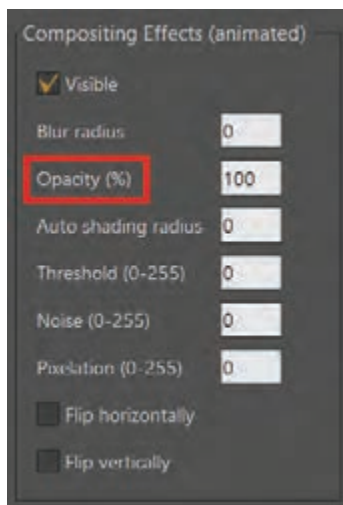 Compositing Effects (animated)
Visible
Blur radius 0
Opacity (%) 100
Auto shading radius 0
Threshold (0-255) 0
Noise (0-255) 0
Pixelation (0-255) 0
Flip horizontally
Flip vertically